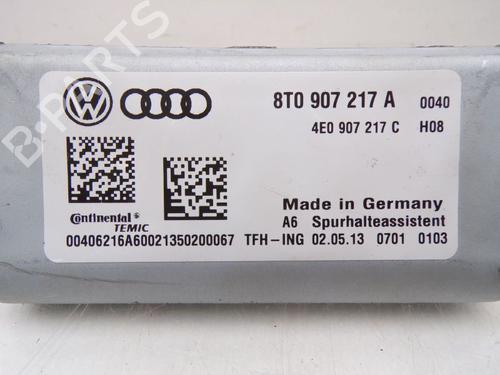 8T0 907 217 A 0040
4E0 907 217 C H08
Made in Germany
Continental
TEMIC
A6 Spurhalteassistent
00406216A60021350200067 TFH-ING 02.05.13 0701 0103
B-PARTS